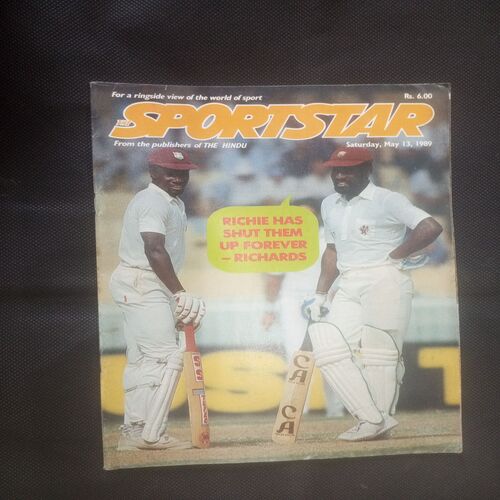 For a ringside view of the world of sport
Rs. 6.00
THE
SPORTSTAR
From the publishers of THE HINDU
Saturday, May 13, 1989
RICHIE HAS
SHUT THEM
UP FOREVER
– RICHARDS
SS
CA
CA